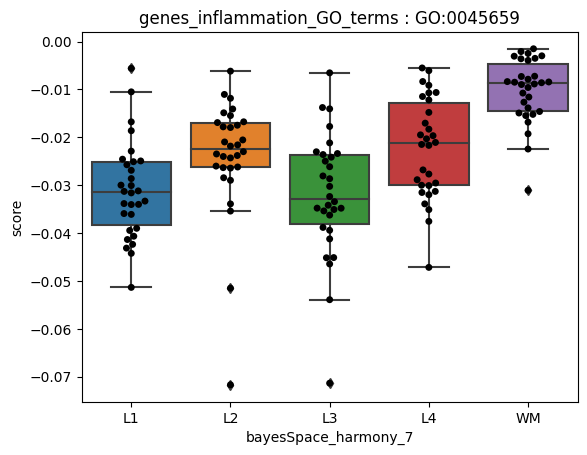 genes_inflammation_GO_terms : GO:0045659
0.00
−0.01
−0.02
−0.03
−0.04
−0.05
−0.06
−0.07
score
L1 L2 L3 L4 WM
bayesSpace_harmony_7